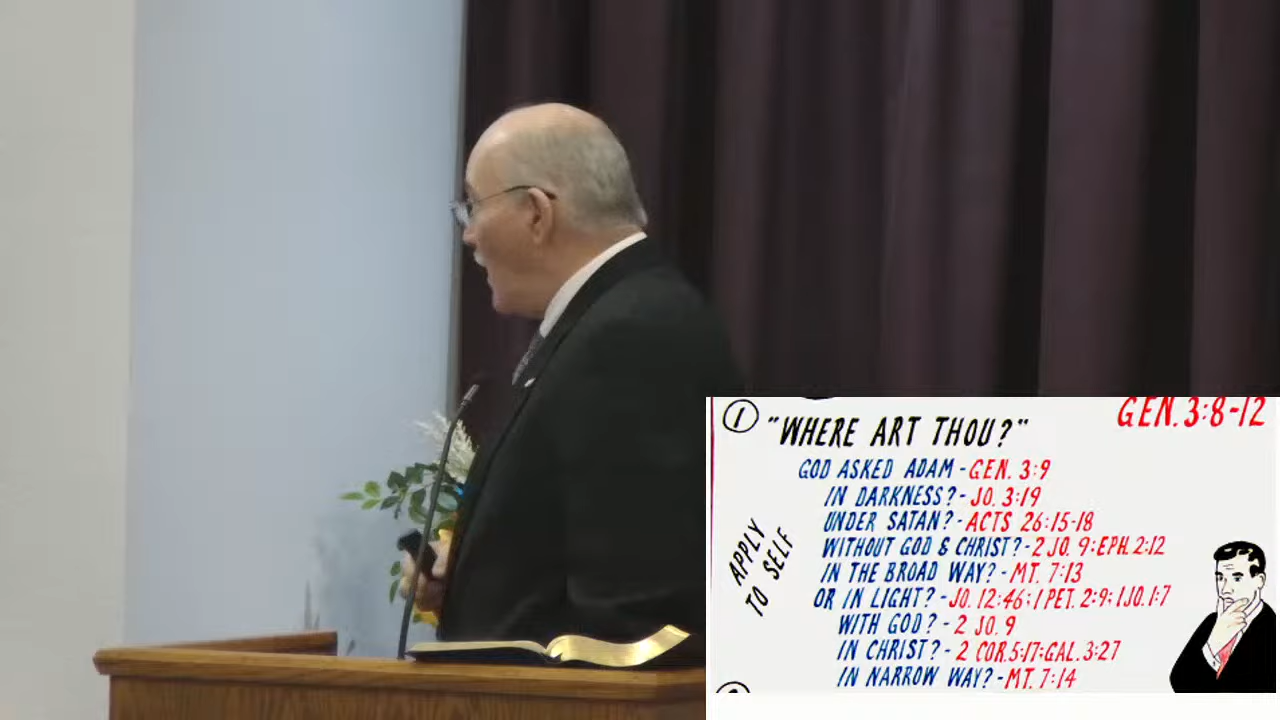 GEN. 3:8-12
1 "WHERE ART THOU?"
GOD ASKED ADAM - GEN. 3:9
IN DARKNESS? - JO. 3:19
UNDER SATAN? - ACTS 26:15-18
WITHOUT GOD & CHRIST? - 2 JO. 9; EPH. 2:12
IN THE BROAD WAY? - MT. 7:13
OR IN LIGHT? - JO. 12:46; 1 PET. 2:9; 1 JO. 1:7
WITH GOD? - 2 JO. 9
IN CHRIST? - 2 COR. 5:17; GAL. 3:27
IN NARROW WAY? - MT. 7:14
APPLY
TO SELF